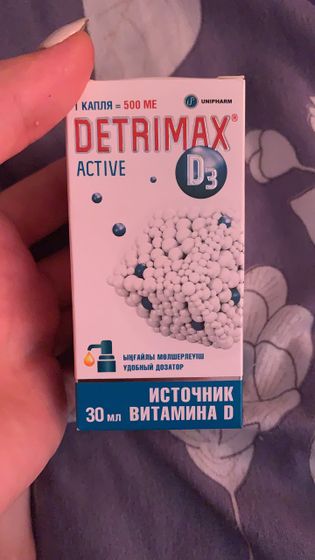 1 КАПЛЯ = 500 МЕ
UNIPHARM
DETRIMAX®
ACTIVE
D3
ЫҢҒАЙЛЫ МӨЛШЕРЛЕУІШ
УДОБНЫЙ ДОЗАТОР
ИСТОЧНИК
30 мл ВИТАМИНА D